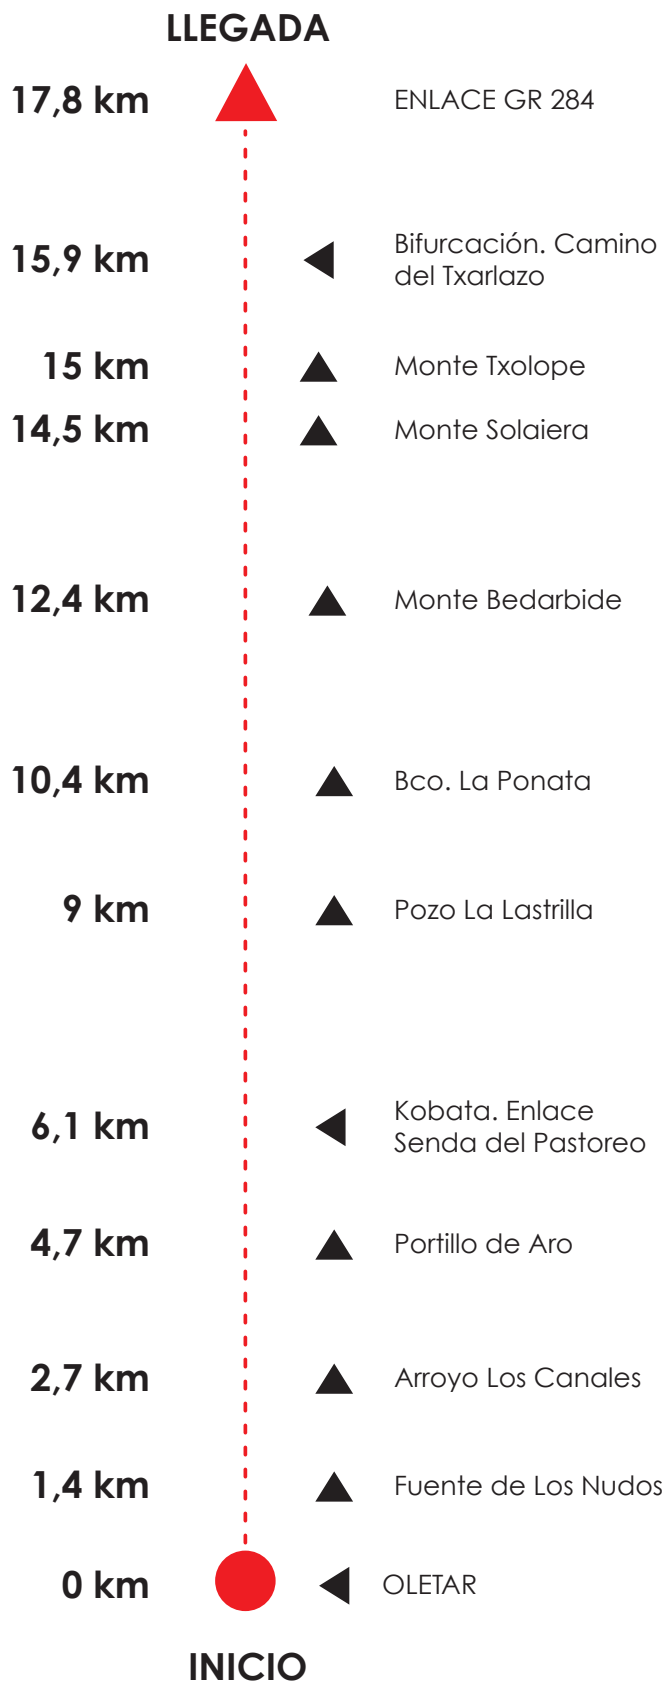 LLEGADA
17,8 km
ENLACE GR 284
15,9 km
Bifurcación. Camino
del Txarlazo
15 km
Monte Txolope
14,5 km
Monte Solaiera
12,4 km
Monte Bedarbide
10,4 km
Bco. La Ponata
9 km
Pozo La Lastrilla
6,1 km
Kobata. Enlace
Senda del Pastoreo
4,7 km
Portillo de Aro
2,7 km
Arroyo Los Canales
1,4 km
Fuente de Los Nudos
0 km
OLETAR
INICIO